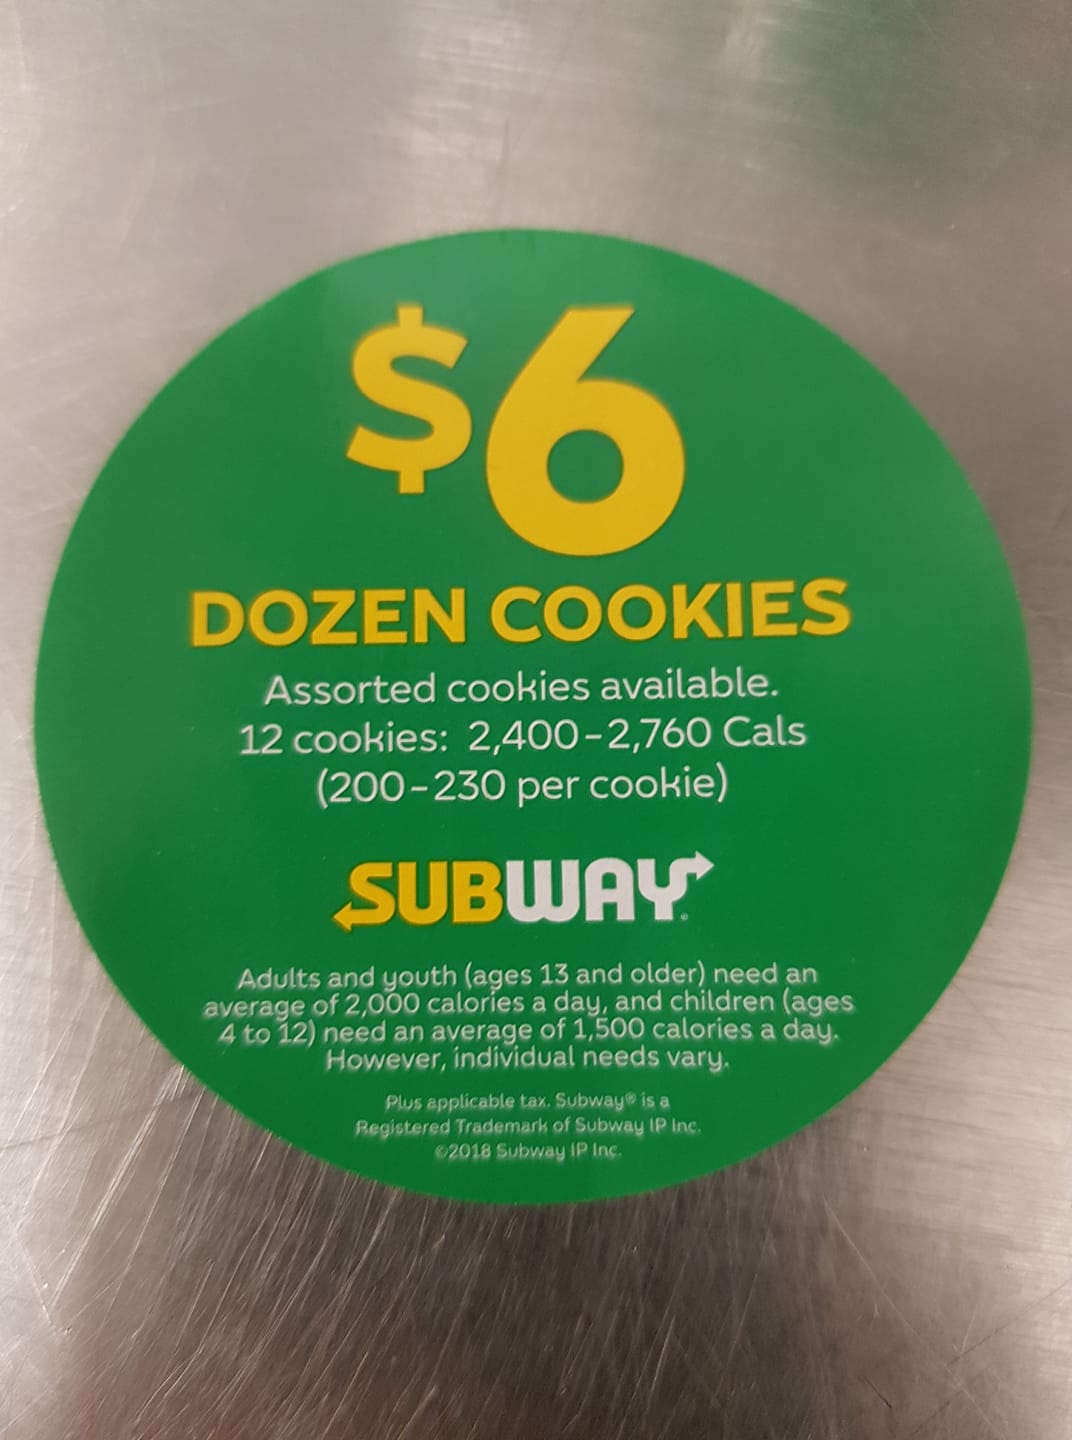 $6
DOZEN COOKIES
Assorted cookies available.
12 cookies: 2,400-2,760 Cals
(200-230 per cookie)
SUBWAY®
Adults and youth (ages 13 and older) need an
average of 2,000 calories a day, and children (ages
4 to 12) need an average of 1,500 calories a day.
However, individual needs vary.
Plus applicable tax. Subway® is a
Registered Trademark of Subway IP Inc.
©2018 Subway IP Inc.